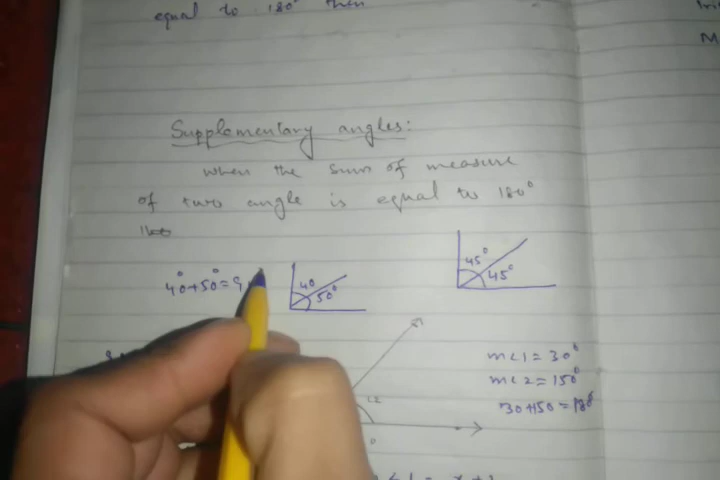 equal to 180° then
Supplementary angles:
when the sum of measure
of two angle is equal to 180°
40°+50°=9
40
50°
45°
45°
m<1 = 30°
m<2 = 150°
30+150=180°